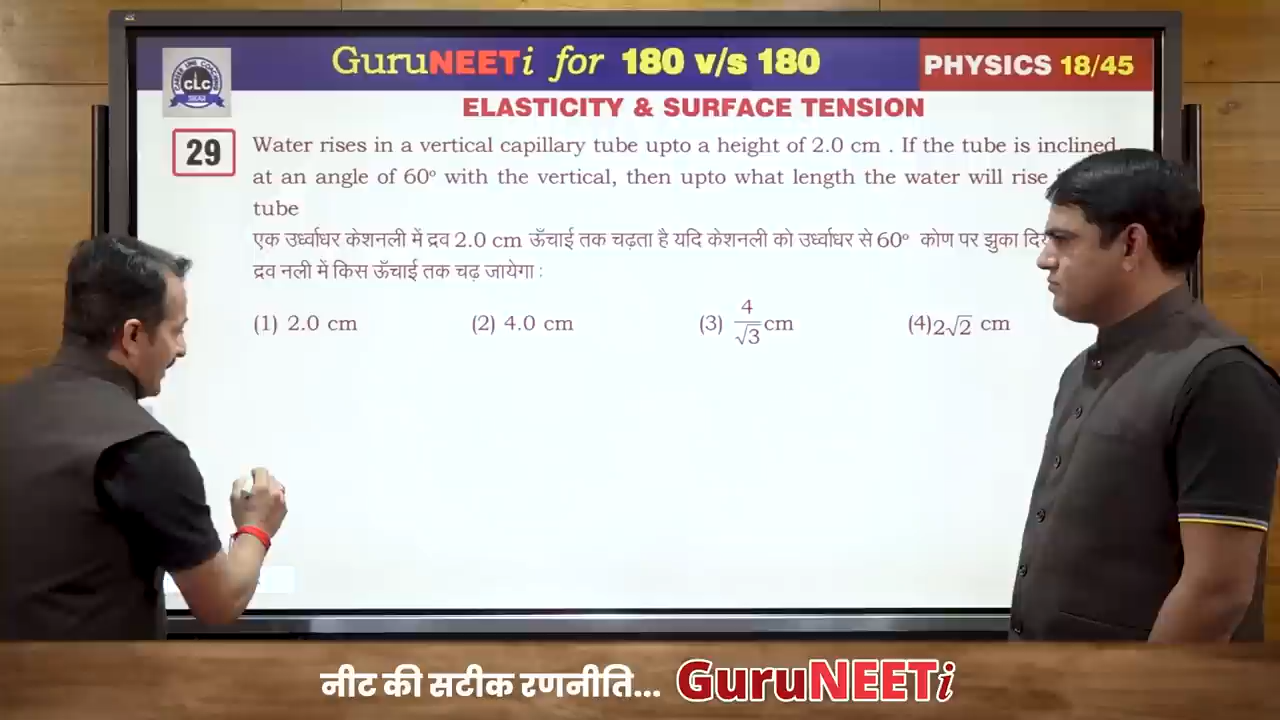 GuruNEETi for 180 v/s 180
PHYSICS 18/45
CLC
ELASTICITY & SURFACE TENSION
29
Water rises in a vertical capillary tube upto a height of 2.0 cm . If the tube is inclined
at an angle of 60° with the vertical, then upto what length the water will rise
tube
एक उर्ध्वाधर केशनली में द्रव 2.0 cm ऊँचाई तक चढ़ता है यदि केशनली को उर्ध्वाधर से 60° कोण पर झुका
द्रव नली में किस ऊँचाई तक चढ़ जायेगा :
(1) 2.0 cm (2) 4.0 cm (3) 4/√3 cm (4) 2√2 cm
नीट की सटीक रणनीति... GuruNEETi